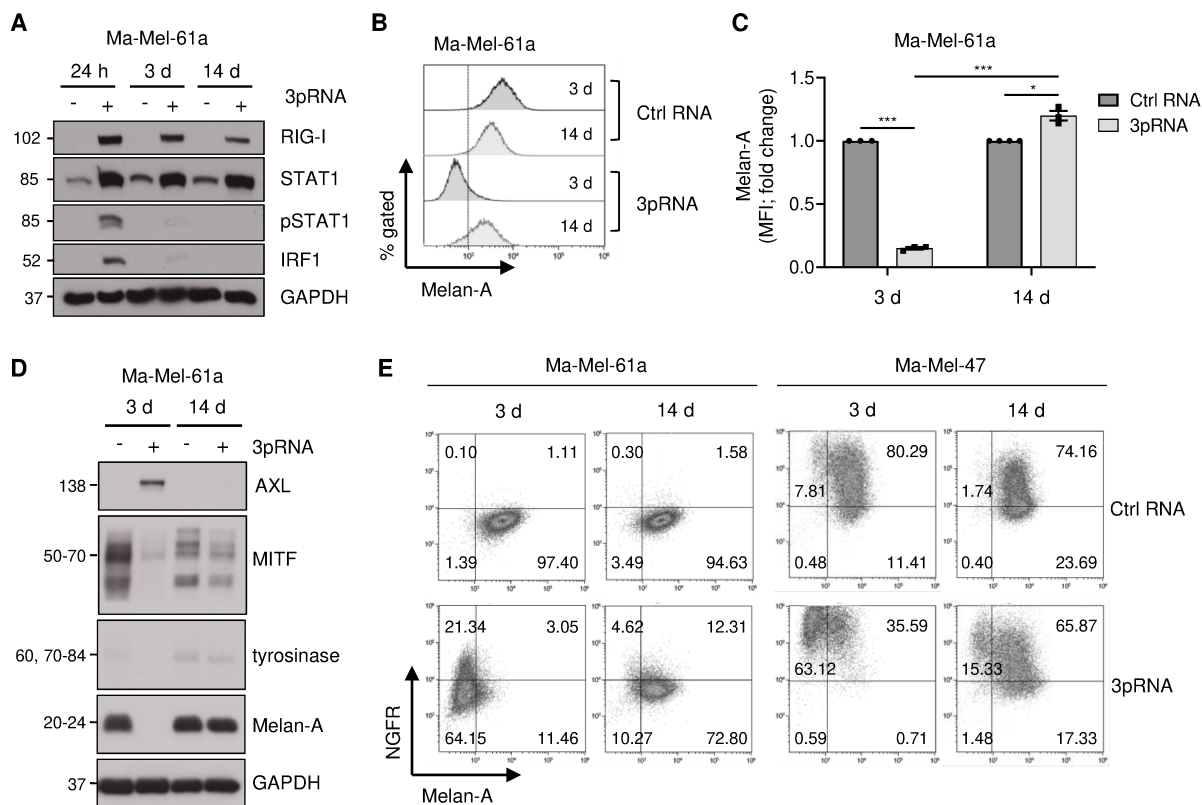 A
Ma-Mel-61a
24 h 3 d 14 d
- + - + - + 3pRNA
102 RIG-I
85 STAT1
85 pSTAT1
52 IRF1
37 GAPDH
B
Ma-Mel-61a
3 d
14 d
Ctrl RNA
3 d
14 d
3pRNA
10³ 10⁴ 10⁵ 10⁶
% gated
Melan-A
C
Ma-Mel-61a
***
*
***
1.5
1.0
0.5
0.0
Melan-A
(MFI; fold change)
3 d 14 d
Ctrl RNA
3pRNA
D
Ma-Mel-61a
3 d 14 d
- + - + 3pRNA
138 AXL
50-70 MITF
60, 70-84 tyrosinase
20-24 Melan-A
37 GAPDH
E
Ma-Mel-61a Ma-Mel-47
3 d 14 d 3 d 14 d
0.10 1.11 0.30 1.58 80.29 74.16
7.81 1.74
Ctrl RNA
1.39 97.40 3.49 94.63 0.48 11.41 0.40 23.69
21.34 3.05 4.62 12.31 35.59 65.87
63.12 15.33
3pRNA
64.15 11.46 10.27 72.80 0.59 0.71 1.48 17.33
NGFR
Melan-A